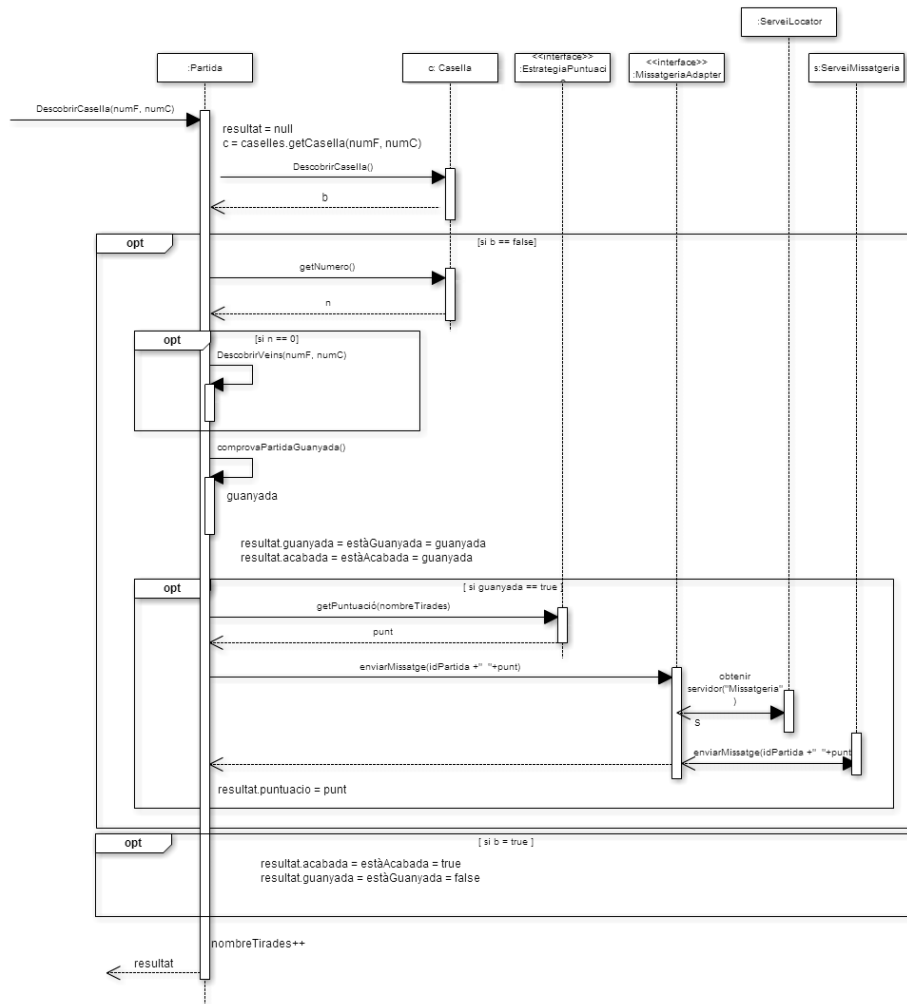 :ServeiLocator
:Partida
c: Casella
<<interface>>
:EstrategiaPuntuac
<<interface>>
:MissatgeriaAdapter
s:ServeiMissatgeria
DescobrirCasella(numF, numC)
resultat = null
c = caselles.getCasella(numF, numC)
DescobrirCasella()
b
opt
[si b == false]
getNumero()
n
opt
[si n == 0]
DescobrirVeins(numF, numC)
comprovaPartidaGuanyada()
guanyada
resultat.guanyada = estàGuanyada = guanyada
resultat.acabada = estàAcabada = guanyada
opt
[ si guanyada == true ]
getPuntuació(nombreTirades)
punt
enviarMissatge(idPartida +" "+punt)
obtenir
servidor("Missatgeria"
)
S
enviarMissatge(idPartida +" "+punt
resultat.puntuacio = punt
opt
[ si b = true ]
resultat.acabada = estàAcabada = true
resultat.guanyada = estàGuanyada = false
nombreTirades++
resultat